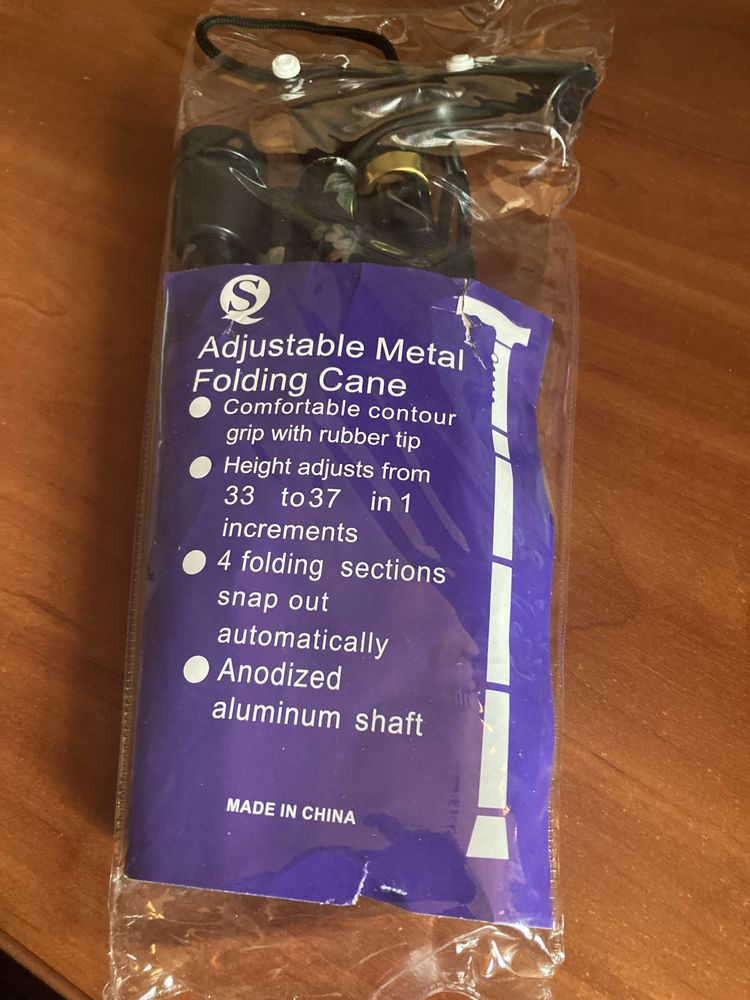 SQ
Adjustable Metal
Folding Cane
Comfortable contour
grip with rubber tip
Height adjusts from
33 to 37 in 1
increments
4 folding sections
snap out
automatically
Anodized
aluminum shaft
MADE IN CHINA